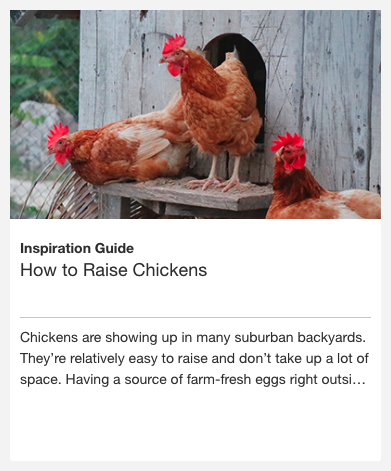 Inspiration Guide
How to Raise Chickens
Chickens are showing up in many suburban backyards.
They’re relatively easy to raise and don’t take up a lot of
space. Having a source of farm-fresh eggs right outsi…